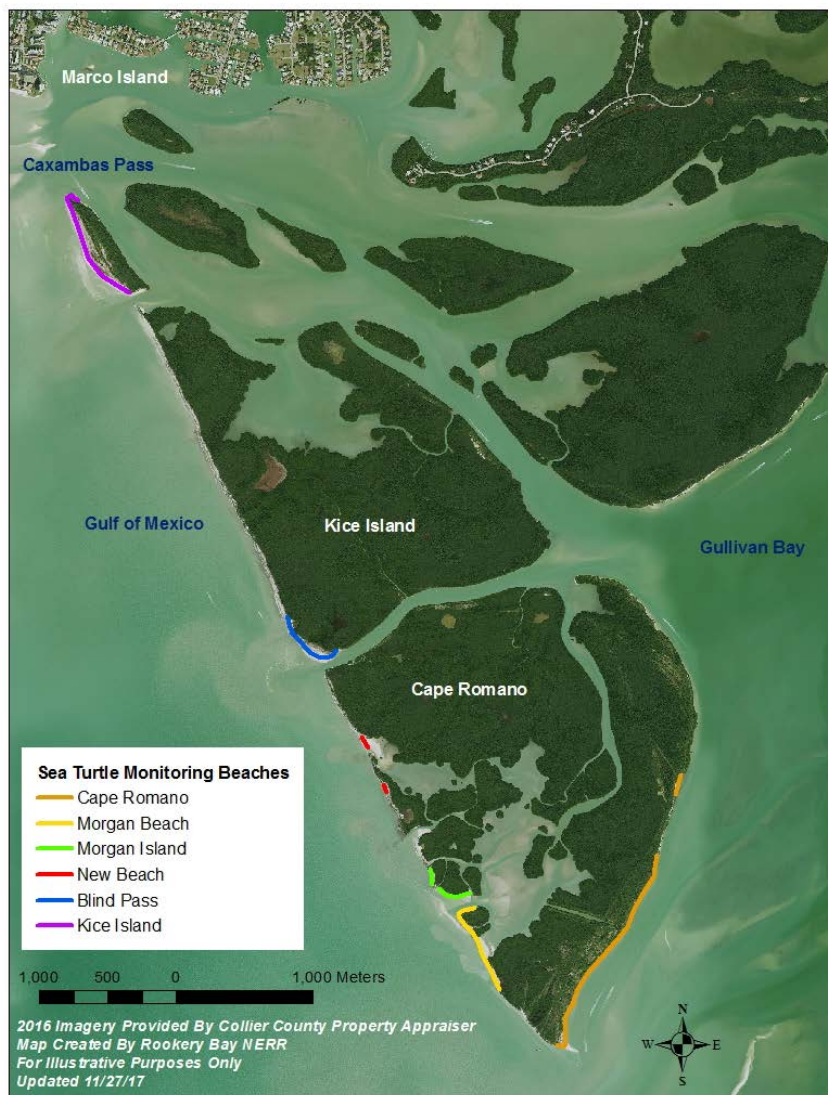 Marco Island
Caxambas Pass
Gulf of Mexico
Kice Island
Gullivan Bay
Cape Romano
Sea Turtle Monitoring Beaches
Cape Romano
Morgan Beach
Morgan Island
New Beach
Blind Pass
Kice Island
1,000 500 0 1,000 Meters
2016 Imagery Provided By Collier County Property Appraiser
Map Created By Rookery Bay NERR
For Illustrative Purposes Only
Updated 11/27/17
N
W E
S